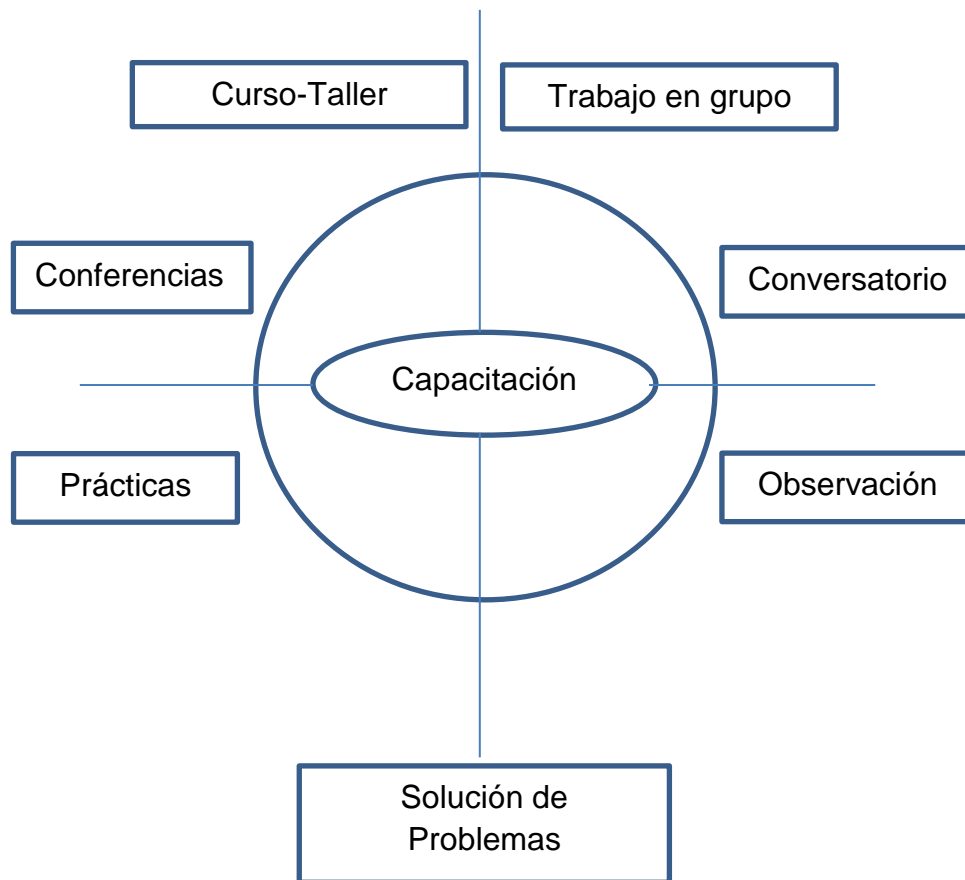 Curso-Taller
Trabajo en grupo
Conferencias
Conversatorio
Capacitación
Prácticas
Observación
Solución de
Problemas